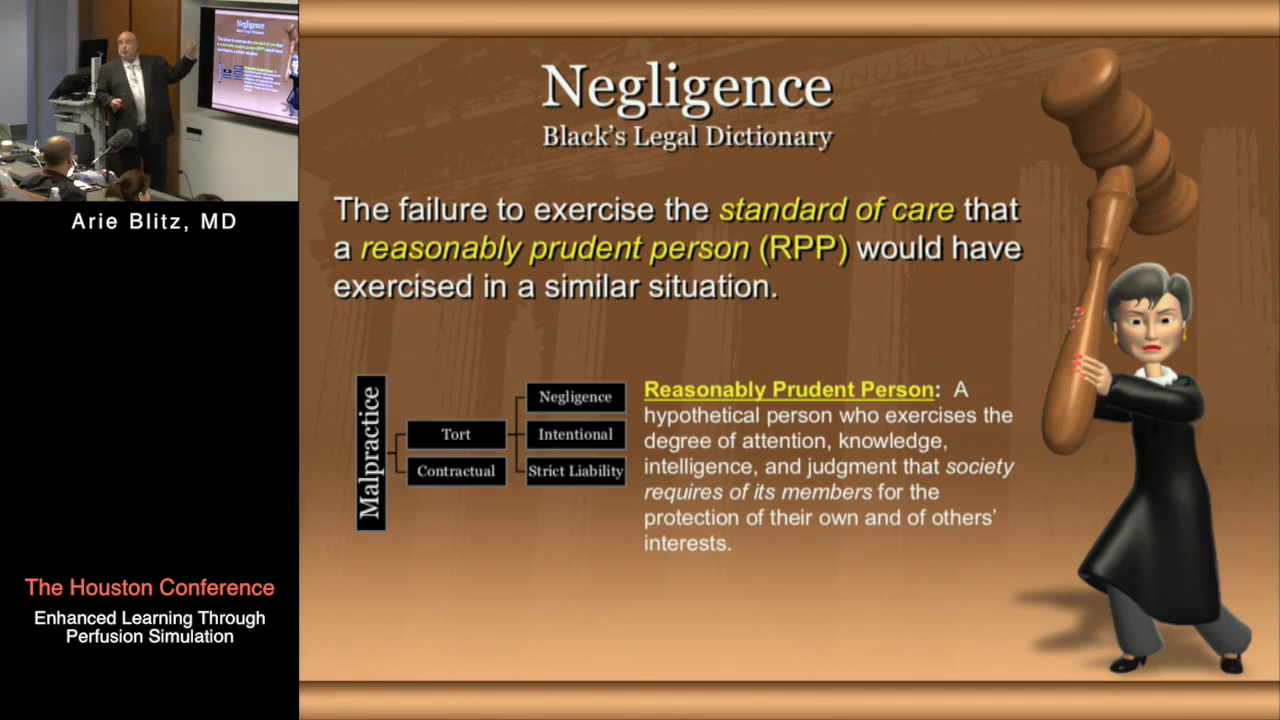 Negligence
Black's Legal Dictionary
The failure to exercise the standard of care that
a reasonably prudent person (RPP) would have
exercised in a similar situation.
Malpractice
Tort
Contractual
Negligence
Intentional
Strict Liability
Reasonably Prudent Person: A
hypothetical person who exercises the
degree of attention, knowledge,
intelligence, and judgment that society
requires of its members for the
protection of their own and of others'
interests.
Arie Blitz, MD
The Houston Conference
Enhanced Learning Through
Perfusion Simulation